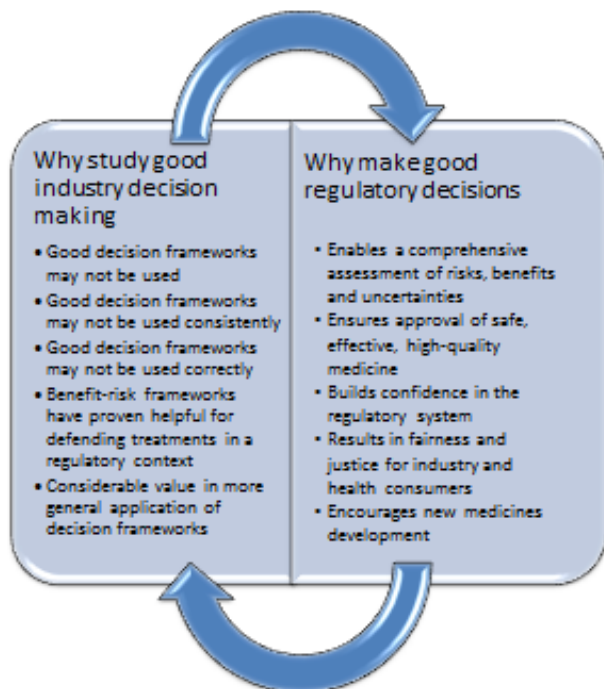 Why study good
industry decision
making
• Good decision frameworks
may not be used
• Good decision frameworks
may not be used consistently
• Good decision frameworks
may not be used correctly
• Benefit-risk frameworks
have proven helpful for
defending treatments in a
regulatory context
• Considerable value in more
general application of
decision frameworks
Why make good
regulatory decisions
▪ Enables a comprehensive
assessment of risks, benefits
and uncertainties
▪ Ensures approval of safe,
effective, high-quality
medicine
▪ Builds confidence in the
regulatory system
▪ Results in fairness and
justice for industry and
health consumers
▪ Encourages new medicines
development